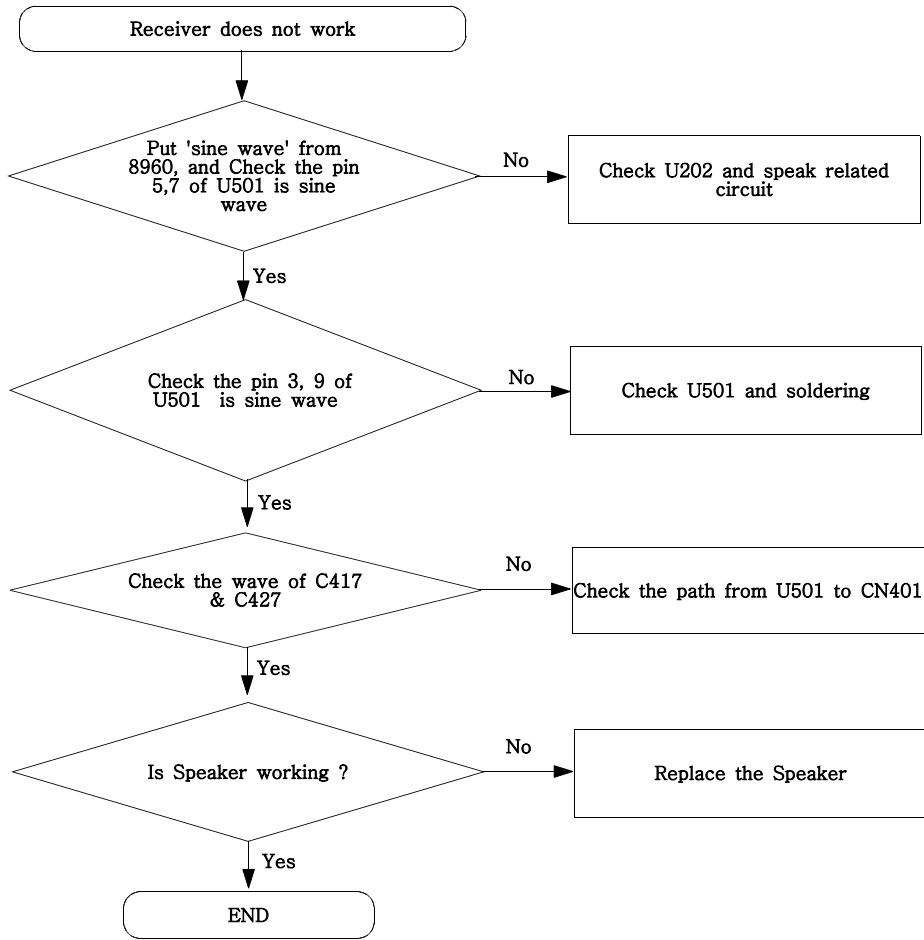 Receiver does not work
Put 'sine wave' from
8960, and Check the pin
5,7 of U501 is sine
wave
No
Check U202 and speak related
circuit
Yes
Check the pin 3, 9 of
U501 is sine wave
No
Check U501 and soldering
Yes
Check the wave of C417
& C427
No
Check the path from U501 to CN401
Yes
Is Speaker working ?
No
Replace the Speaker
Yes
END